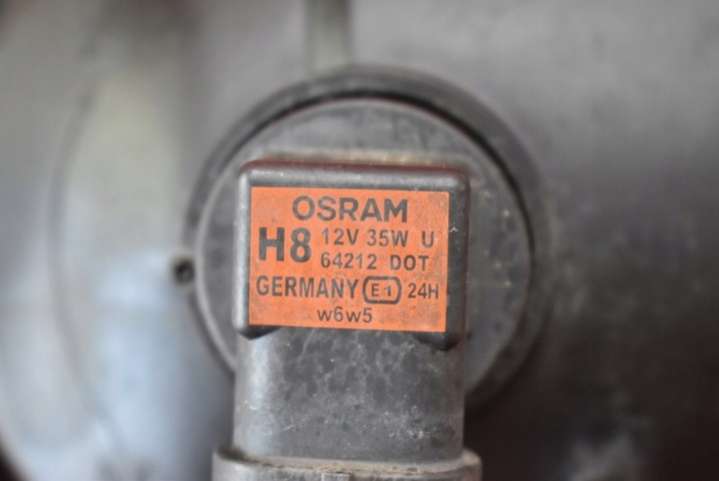 OSRAM
H8 12V 35W U
64212 DOT
GERMANY E1 24H
w6w5